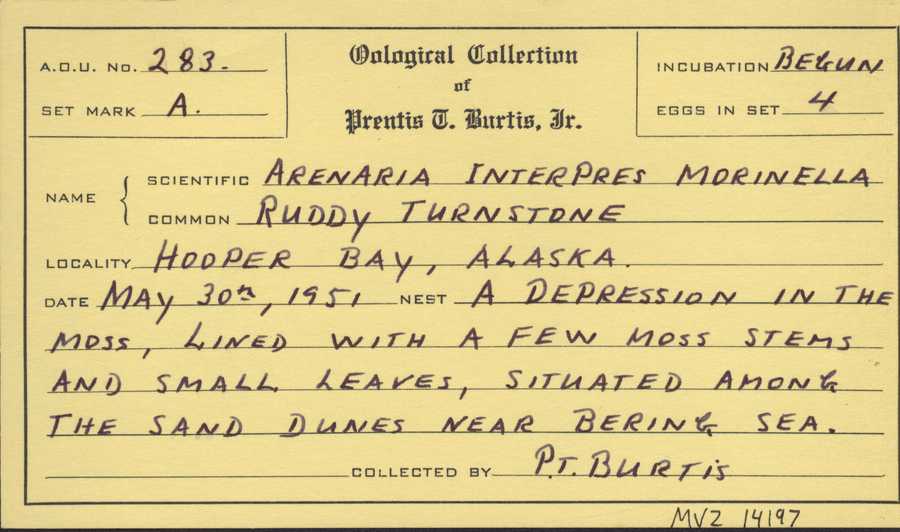 A.O.U. No. 283.
SET MARK A.
Oological Collection
of
Prentis T. Burtis, Jr.
INCUBATION BEGUN
EGGS IN SET 4
NAME { SCIENTIFIC ARENARIA INTERPRES MORINELLA
COMMON RUDDY TURNSTONE
LOCALITY HOOPER BAY, ALASKA.
DATE MAY 30TH, 1951 NEST A DEPRESSION IN THE
MOSS, LINED WITH A FEW MOSS STEMS
AND SMALL LEAVES, SITUATED AMONG
THE SAND DUNES NEAR BERING SEA.
COLLECTED BY P.T. BURTIS
MVZ 14197